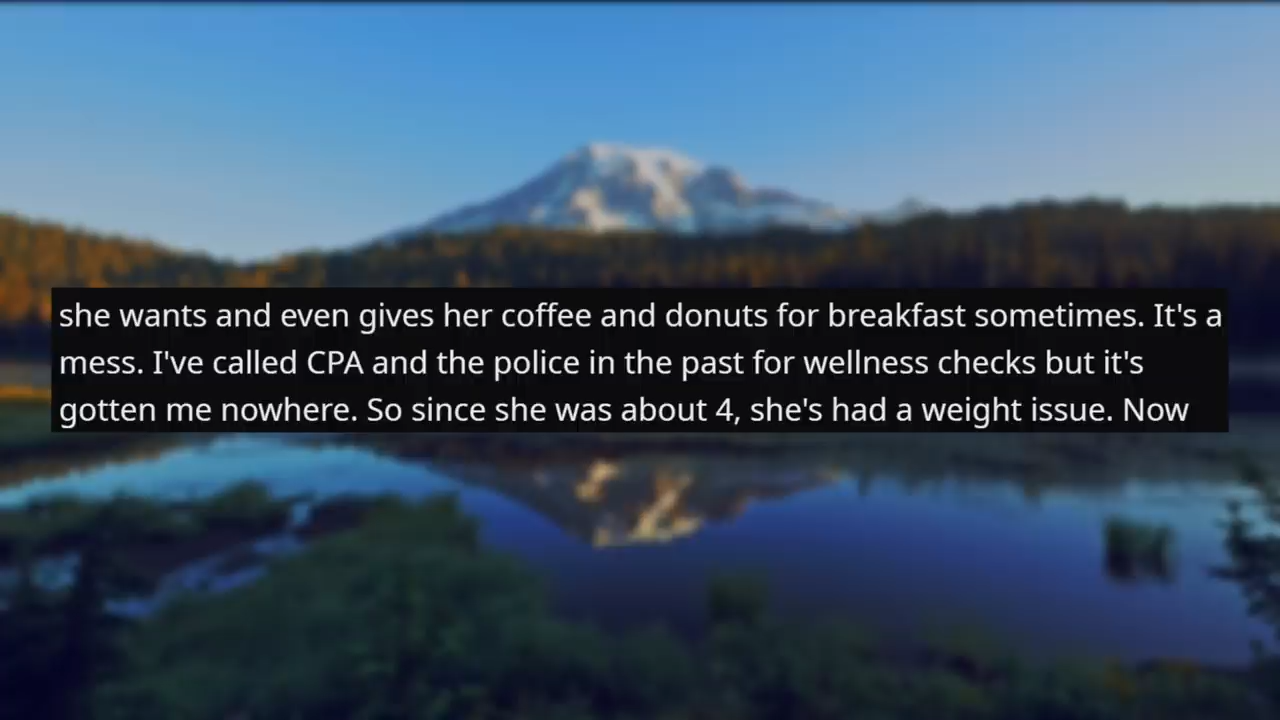 she wants and even gives her coffee and donuts for breakfast sometimes. It's a
mess. I've called CPA and the police in the past for wellness checks but it's
gotten me nowhere. So since she was about 4, she's had a weight issue. Now